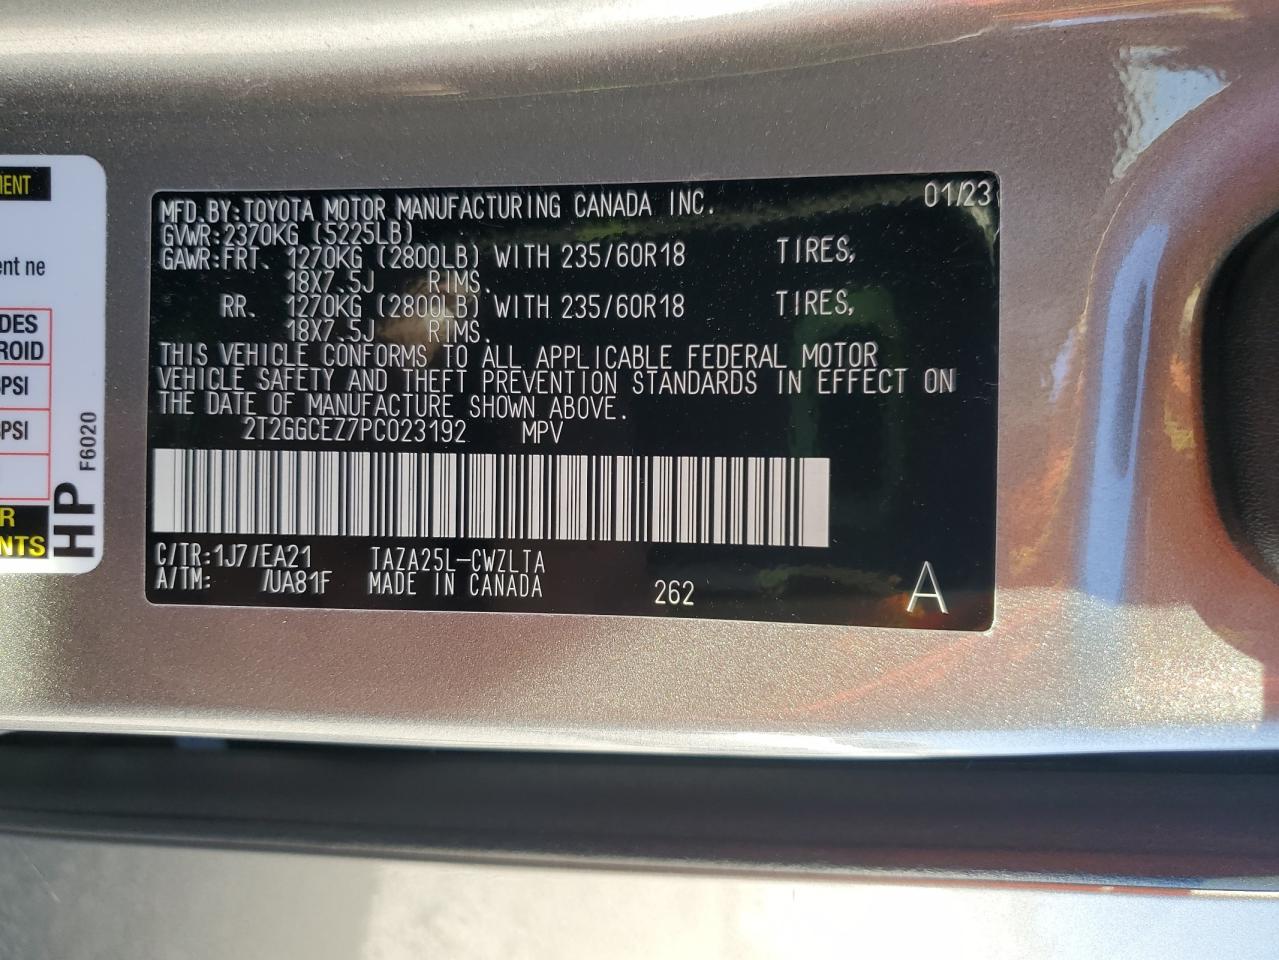 MENT
ent ne
DES
ROID
PSI
PSI
F6020
HP
R
NTS
MFD.BY:TOYOTA MOTOR MANUFACTURING CANADA INC. 01/23
GVWR:2370KG (5225LB)
GAWR:FRT. 1270KG (2800LB) WITH 235/60R18 TIRES,
18X7.5J RIMS.
RR. 1270KG (2800LB) WITH 235/60R18 TIRES,
18X7.5J RIMS.
THIS VEHICLE CONFORMS TO ALL APPLICABLE FEDERAL MOTOR
VEHICLE SAFETY AND THEFT PREVENTION STANDARDS IN EFFECT ON
THE DATE OF MANUFACTURE SHOWN ABOVE.
2T2GGCEZ7PC023192 MPV
C/TR:1J7/EA21 TAZA25L-CWZLTA
A/TM: /UA81F MADE IN CANADA 262 A